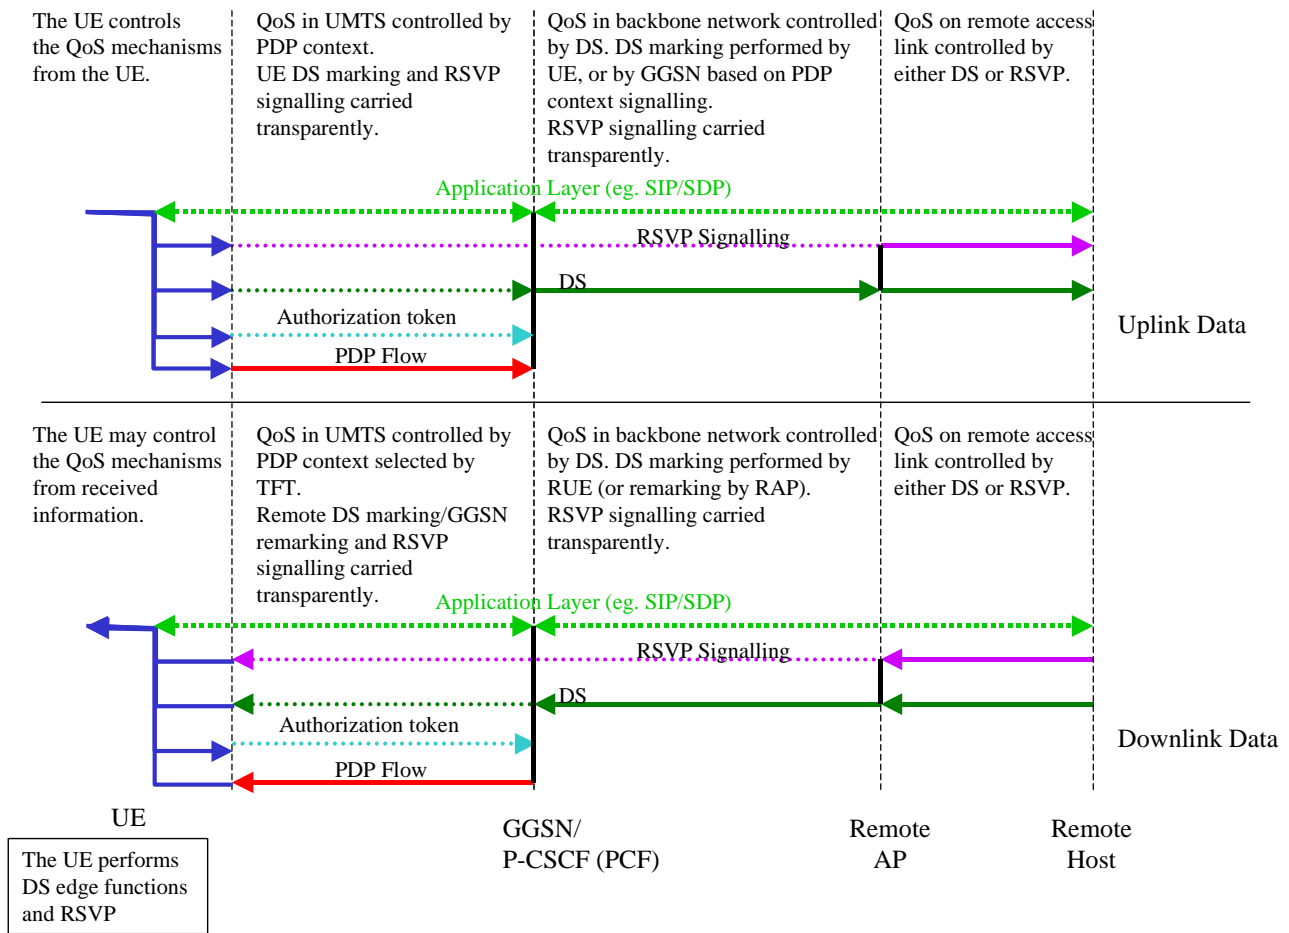 The UE controls
the QoS mechanisms
from the UE.
QoS in UMTS controlled by
PDP context.
UE DS marking and RSVP
signalling carried
transparently.
QoS in backbone network controlled
by DS. DS marking performed by
UE, or by GGSN based on PDP
context signalling.
RSVP signalling carried
transparently.
QoS on remote access
link controlled by
either DS or RSVP.
Application Layer (eg. SIP/SDP)
RSVP Signalling
DS
Authorization token
PDP Flow
Uplink Data
The UE may control
the QoS mechanisms
from received
information.
QoS in UMTS controlled by
PDP context selected by
TFT.
Remote DS marking/GGSN
remarking and RSVP
signalling carried
transparently.
QoS in backbone network controlled
by DS. DS marking performed by
RUE (or remarking by RAP).
RSVP signalling carried
transparently.
QoS on remote access
link controlled by
either DS or RSVP.
Application Layer (eg. SIP/SDP)
RSVP Signalling
DS
Authorization token
PDP Flow
Downlink Data
UE
GGSN/
P-CSCF (PCF)
Remote
AP
Remote
Host
The UE performs
DS edge functions
and RSVP